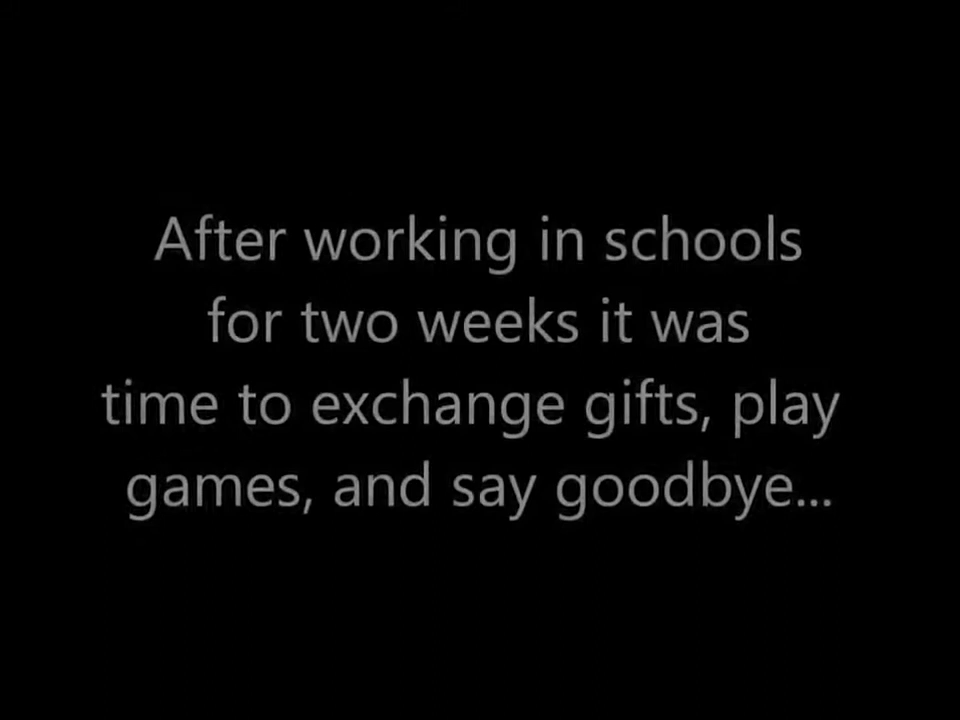 After working in schools
for two weeks it was
time to exchange gifts, play
games, and say goodbye...